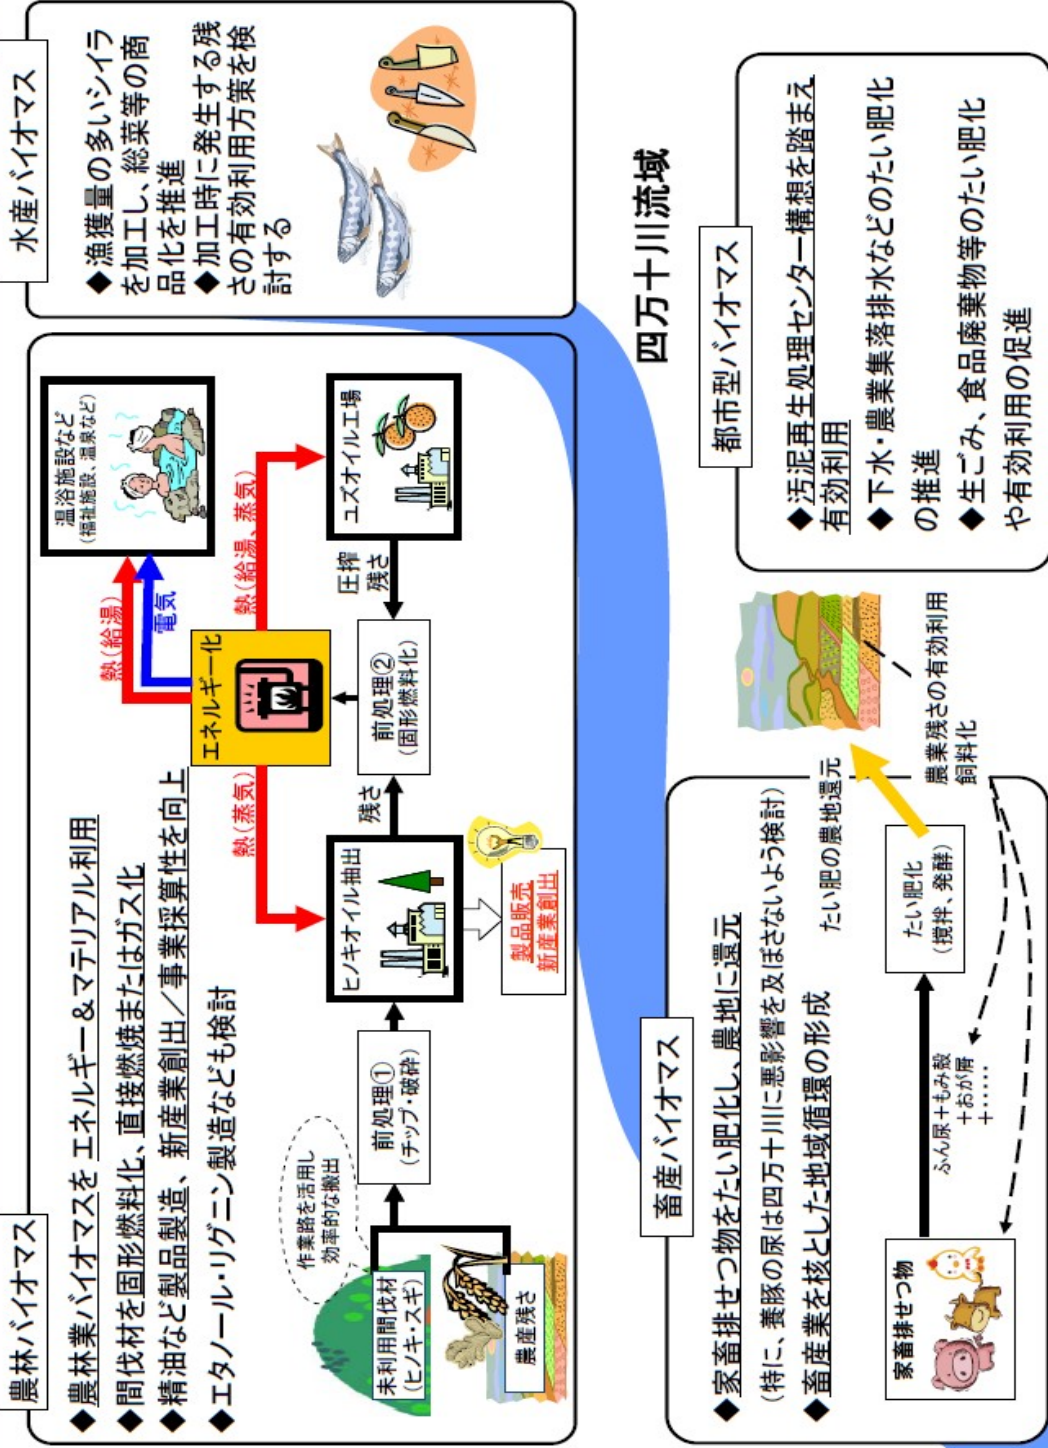 農林バイオマス
◆農林業バイオマスを エネルギー&マテリアル利用
◆間伐材を固形燃料化、直接燃焼またはガス化
◆精油など製品製造、新産業創出／事業採算性を向上
◆エタノール・リグニン製造なども検討
作業路を活用し
効率的な搬出
未利用間伐材
(ヒノキ・スギ)
農産残さ
前処理①
(チップ・破砕)
ヒノキオイル抽出
製品販売
新産業創出
残さ
前処理②
(固形燃料化)
熱(蒸気)
エネルギー化
熱(給湯)
電気
熱(給湯、蒸気)
圧搾
残さ
温浴施設など
(福祉施設、温泉など)
ユズオイル工場
水産バイオマス
◆漁獲量の多いシイラ
を加工し、総菜等の商
品化を推進
◆加工時に発生する残
さの有効利用方策を検
討する
四万十川流域
畜産バイオマス
◆家畜排せつ物をたい肥化し、農地に還元
(特に、養豚の尿は四万十川に悪影響を及ぼさないよう検討)
◆畜産業を核とした地域循環の形成
家畜排せつ物
ふん尿＋もみ殻
＋おが屑
＋・・・・・
たい肥化
(撹拌、発酵)
たい肥の農地還元
農業残さの有効利用
飼料化
都市型バイオマス
◆汚泥再生処理センター構想を踏まえ
有効利用
◆下水・農業集落排水などのたい肥化
の推進
◆生ごみ、食品廃棄物等のたい肥化
や有効利用の促進